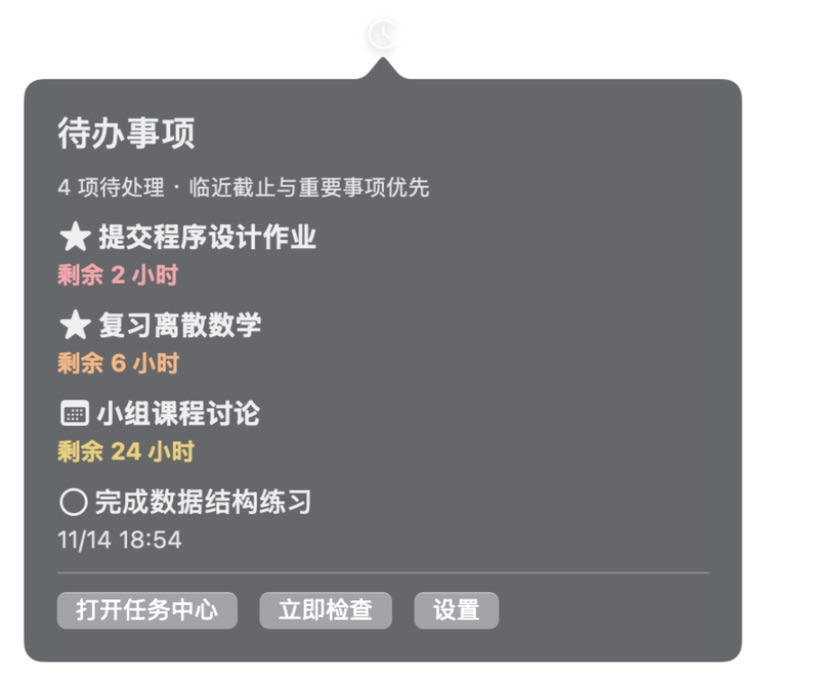 待办事项
4 项待处理 · 临近截止与重要事项优先
提交程序设计作业
剩余 2 小时
复习离散数学
剩余 6 小时
小组课程讨论
剩余 24 小时
完成数据结构练习
11/14 18:54
打开任务中心 立即检查 设置